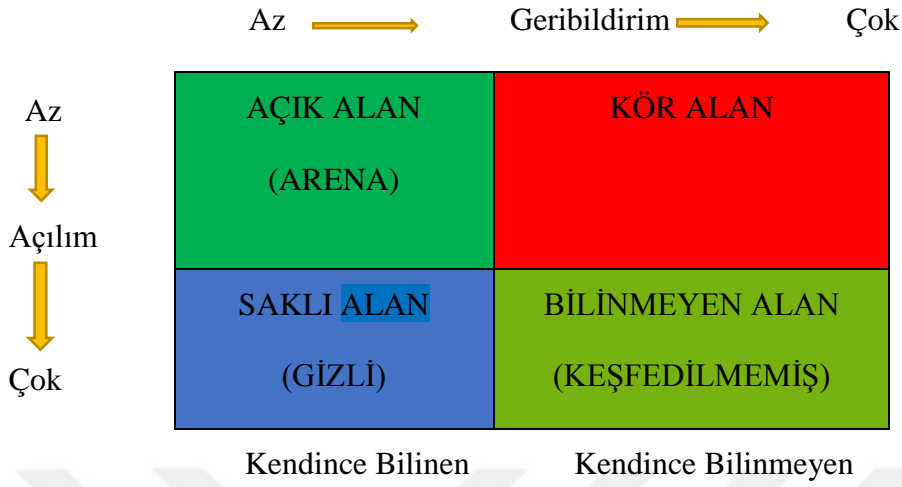 Az Geribildirim Çok
Az
Açılım
Çok
AÇIK ALAN
(ARENA)
KÖR ALAN
SAKLI ALAN
(GİZLİ)
BİLİNMEYEN ALAN
(KEŞFEDİLMEMİŞ)
Kendince Bilinen Kendince Bilinmeyen